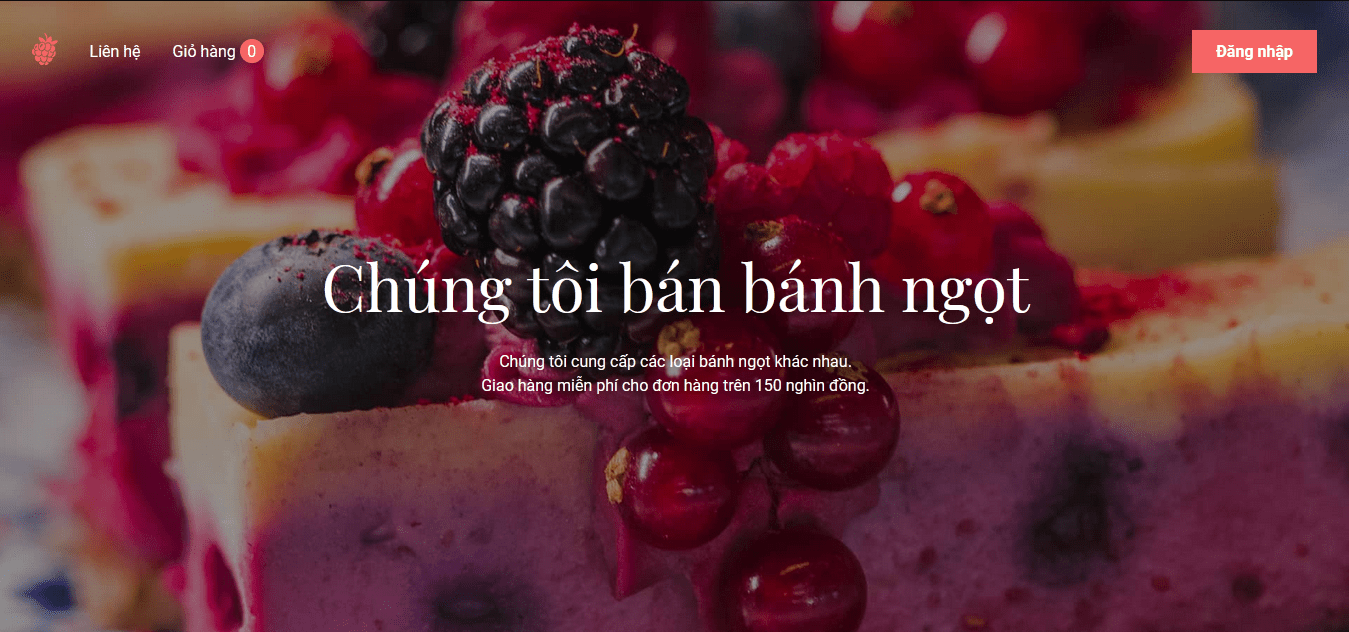 Liên hệ
Giỏ hàng 0
Đăng nhập
Chúng tôi bán bánh ngọt
Chúng tôi cung cấp các loại bánh ngọt khác nhau.
Giao hàng miễn phí cho đơn hàng trên 150 nghìn đồng.